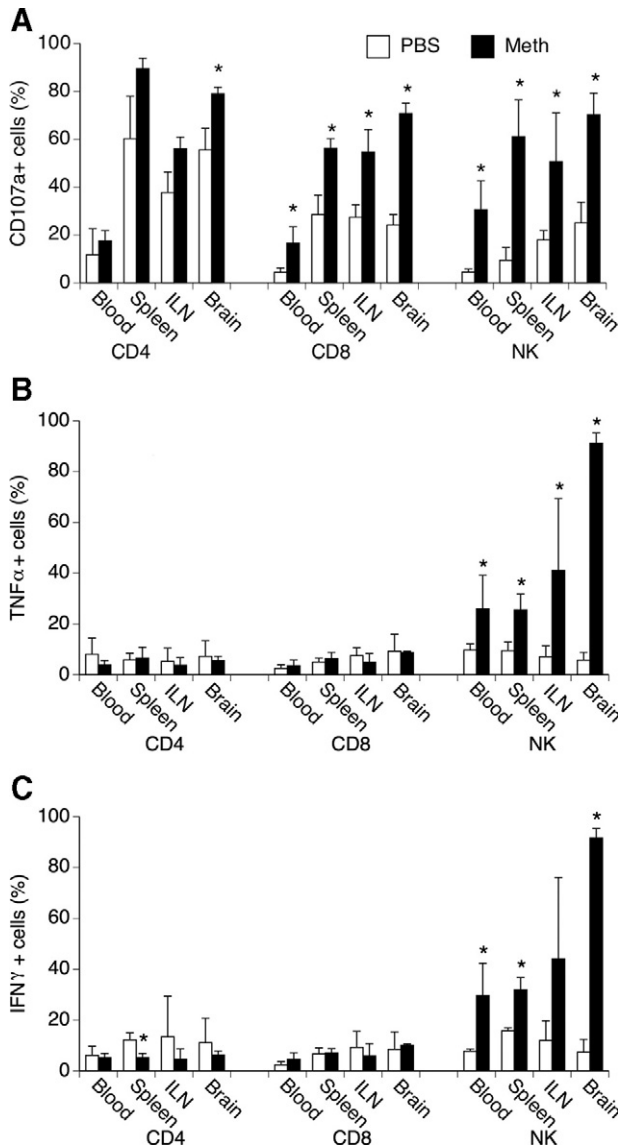 A
PBS Meth
CD107a+ cells (%)
100
80
60
40
20
0
* * * * * * * * *
Blood Spleen ILN Brain Blood Spleen ILN Brain Blood Spleen ILN Brain
CD4 CD8 NK
B
TNFα + cells (%)
100
80
60
40
20
0
* * * *
Blood Spleen ILN Brain Blood Spleen ILN Brain Blood Spleen ILN Brain
CD4 CD8 NK
C
IFNγ + cells (%)
100
80
60
40
20
0
* * * *
Blood Spleen ILN Brain Blood Spleen ILN Brain Blood Spleen ILN Brain
CD4 CD8 NK